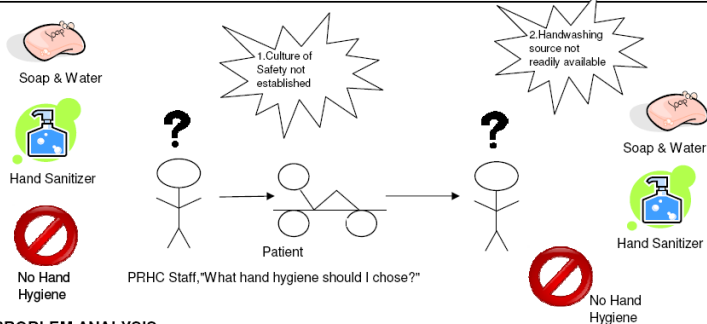 1.Culture of
Safety not
established
2.Handwashing
source not
readily available
Soap & Water
Hand Sanitizer
No Hand
Hygiene
Patient
PRHC Staff,"What hand hygiene should I chose?"
Soap & Water
Hand Sanitizer
No Hand
Hygiene